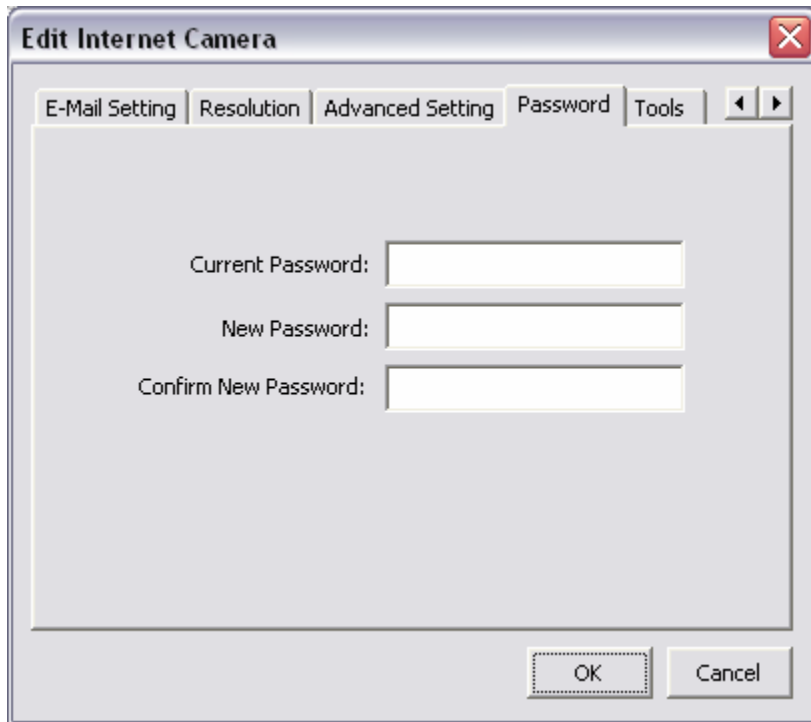 Edit Internet Camera
E-Mail Setting Resolution Advanced Setting Password Tools
Current Password:
New Password:
Confirm New Password:
OK Cancel